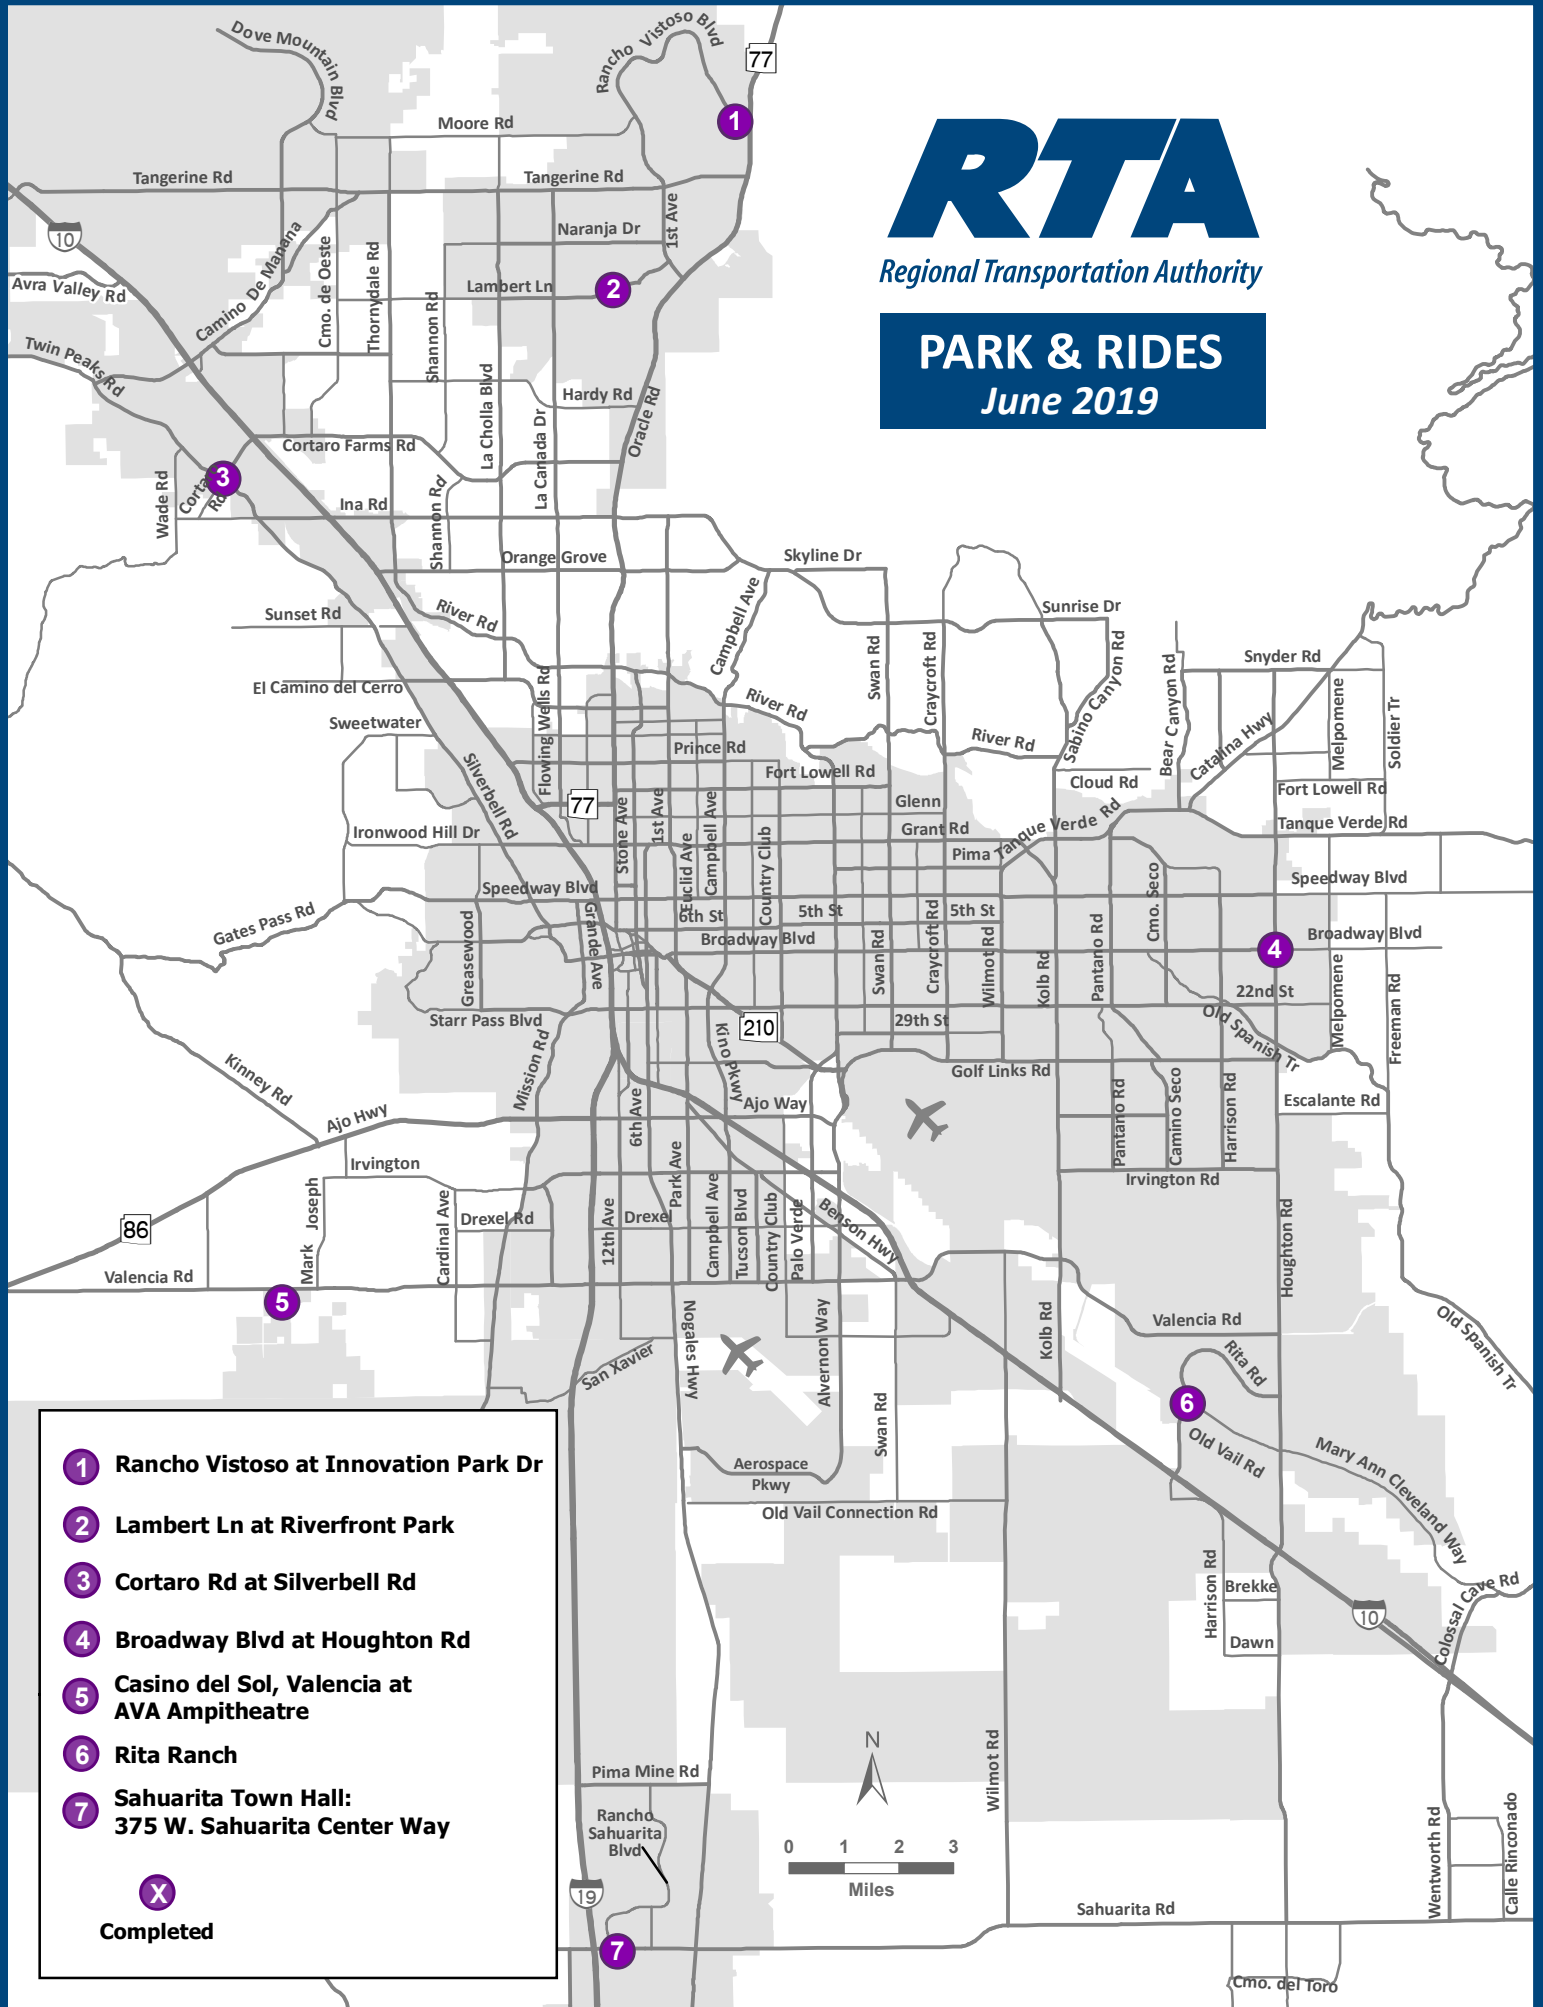 Dove Mountain Blvd
Rancho Vistoso Blvd
77
1
Moore Rd
RTA
Regional Transportation Authority
PARK & RIDES
June 2019
Tangerine Rd
Tangerine Rd
10
Naranja Dr
1st Ave
Avra Valley Rd
Camino De Manana
Cmo. de Oeste
Thornydale Rd
Shannon Rd
Lambert Ln
2
Twin Peaks Rd
La Cholla Blvd
La Canada Dr
Hardy Rd
Oracle Rd
Cortaro Farms Rd
3
Wade Rd
Ina Rd
Shannon Rd
Orange Grove
Skyline Dr
Sunset Rd
River Rd
Campbell Ave
Swan Rd
Craycroft Rd
Sunrise Dr
Sabino Canyon Rd
Bear Canyon Rd
Snyder Rd
El Camino del Cerro
Flowing Wells Rd
River Rd
Melpomene
Soldier Tr
Sweetwater
Silverbell Rd
Prince Rd
River Rd
Catalina Hwy
Fort Lowell Rd
Cloud Rd
Fort Lowell Rd
77
Stone Ave
1st Ave
Euclid Ave
Campbell Ave
Country Club
Glenn
Grant Rd
Pima
Tanque Verde Rd
Tanque Verde Rd
Ironwood Hill Dr
Speedway Blvd
Cmo. Seco
Speedway Blvd
Gates Pass Rd
Greasewood
Grande Ave
6th St
5th St
5th St
Broadway Blvd
Swan Rd
Craycroft Rd
Wilmot Rd
Kolb Rd
Pantano Rd
4
Broadway Blvd
Melpomene
Freeman Rd
22nd St
Starr Pass Blvd
Mission Rd
210
Kino Pkwy
29th St
Old Spanish Tr
Kinney Rd
Golf Links Rd
Ajo Hwy
6th Ave
Ajo Way
Pantano Rd
Camino Seco
Harrison Rd
Escalante Rd
Irvington
Park Ave
Irvington Rd
86
Mark Joseph
Cardinal Ave
Drexel Rd
12th Ave
Drexel
Campbell Ave
Tucson Blvd
Country Club
Palo Verde
Benson Hwy
Houghton Rd
Valencia Rd
5
Nogales Hwy
Alvernon Way
Kolb Rd
Valencia Rd
Old Spanish Tr
San Xavier
Swan Rd
Rita Rd
6
Old Vail Rd
Mary Ann Cleveland Way
Aerospace
Pkwy
Old Vail Connection Rd
Harrison Rd
Brekke
Dawn
10
Colossal Cave Rd
1 Rancho Vistoso at Innovation Park Dr
2 Lambert Ln at Riverfront Park
3 Cortaro Rd at Silverbell Rd
4 Broadway Blvd at Houghton Rd
5 Casino del Sol, Valencia at
AVA Ampitheatre
6 Rita Ranch
7 Sahuarita Town Hall:
375 W. Sahuarita Center Way
X
Completed
Pima Mine Rd
Rancho
Sahuarita
Blvd
19
7
N
0 1 2 3
Miles
Wilmot Rd
Sahuarita Rd
Wentworth Rd
Calle Rinconado
Cmo. del Toro